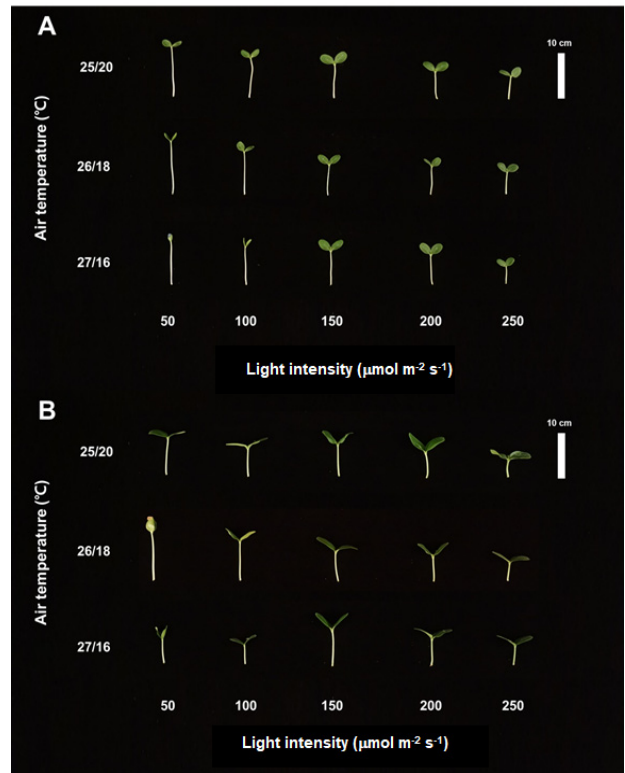 A
10 cm
25/20
26/18
27/16
Air temperature (°C)
50 100 150 200 250
Light intensity (μmol m⁻² s⁻¹)
B
10 cm
25/20
26/18
27/16
Air temperature (°C)
50 100 150 200 250
Light intensity (μmol m⁻² s⁻¹)